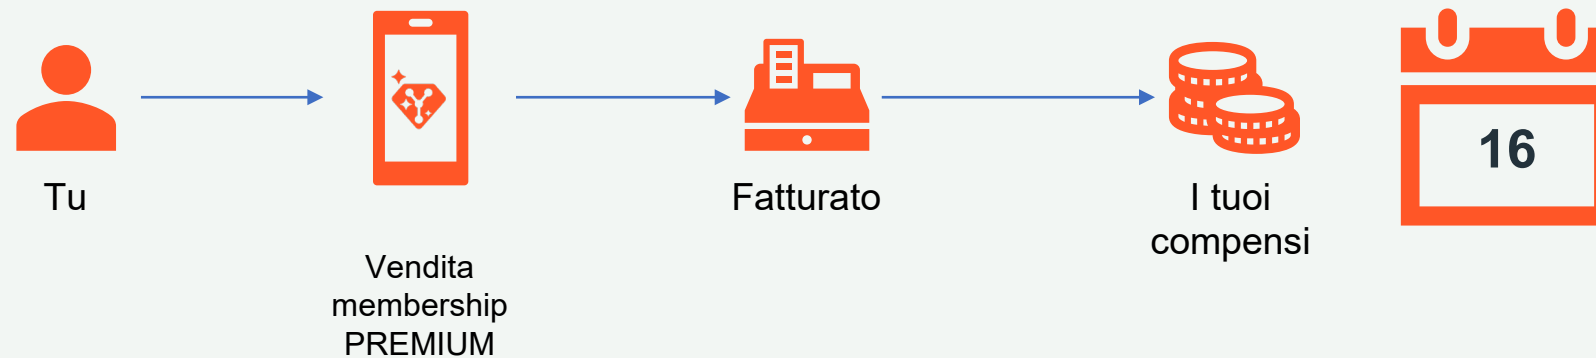 Tu
Vendita
membership
PREMIUM
Fatturato
I tuoi
compensi
16